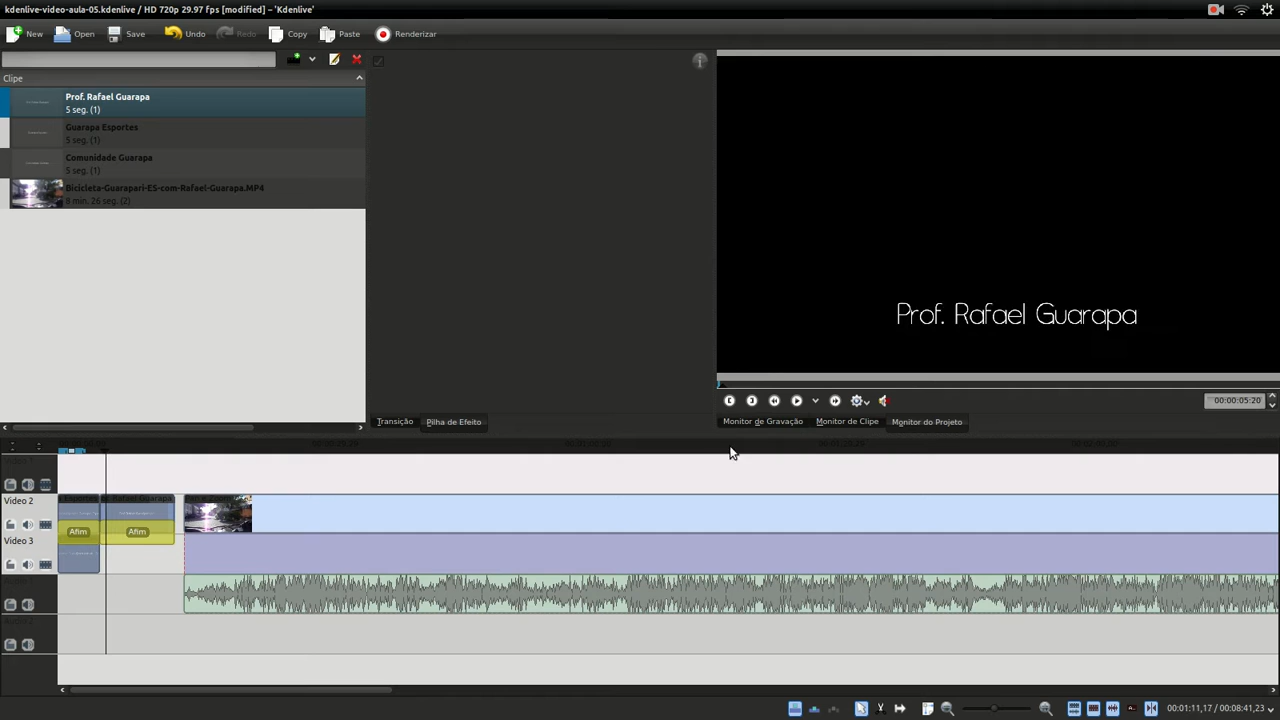 kdenlive-video-aula-05.kdenlive / HD 720p 29.97 fps [modified] – 'Kdenlive'
New Open Save Undo Redo Copy Paste Renderizar
Clipe
Prof. Rafael Guarapa
5 seg. (1)
Guarapa Esportes
5 seg. (1)
Comunidade Guarapa
5 seg. (1)
Bicicleta-Guarapari-ES-com-Rafael-Guarapa.MP4
8 min. 26 seg. (2)
Prof. Rafael Guarapa
00:00:05:20
Transição Pilha de Efeito
Monitor de Gravação Monitor de Clipe Monitor do Projeto
Video 2
Esportes
Rafael Guarapa
Afim
Afim
Video 3
00:01:11,17 / 00:08:41,23